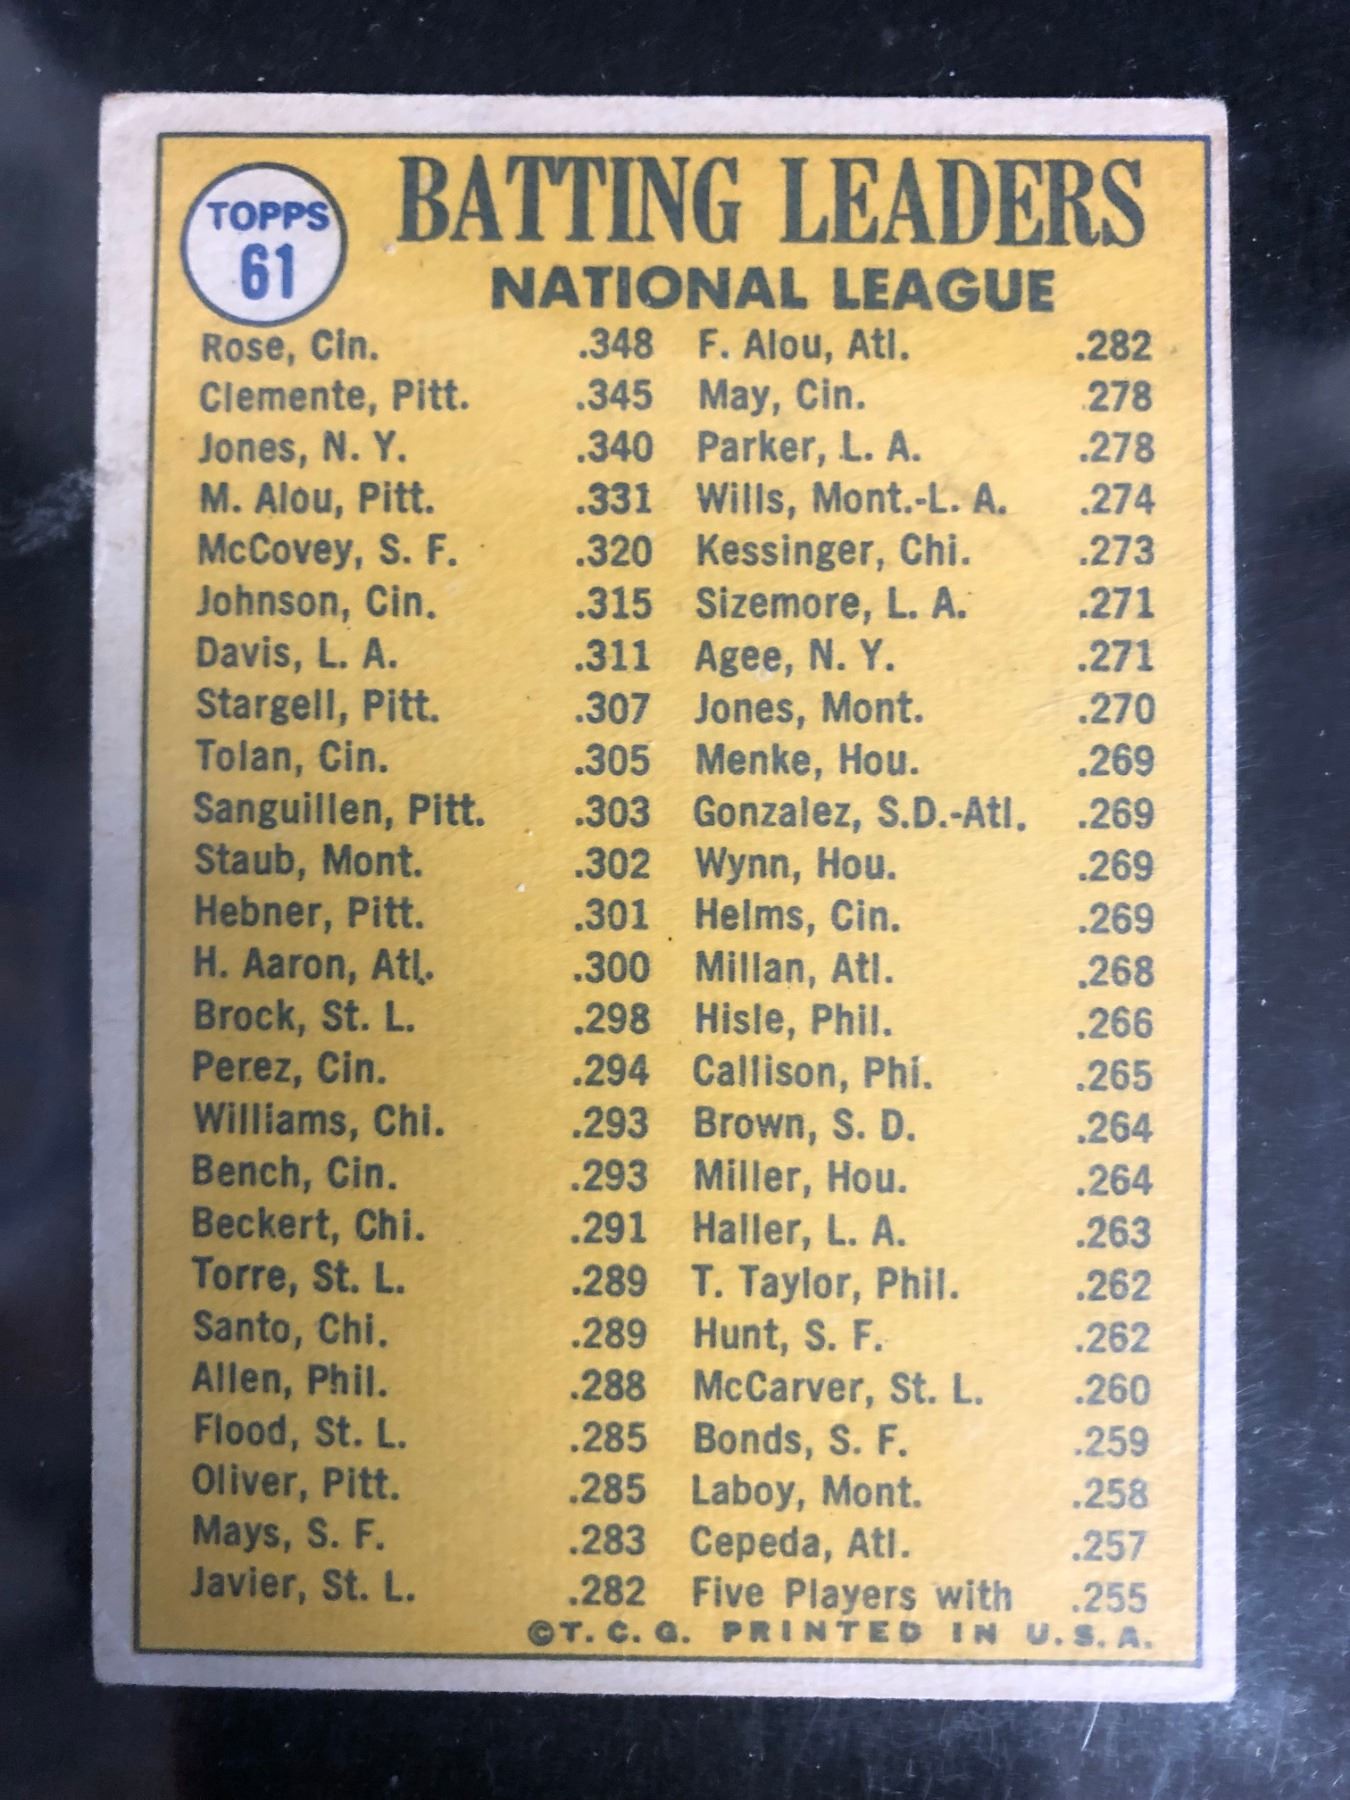 TOPPS
61
BATTING LEADERS
NATIONAL LEAGUE
Rose, Cin. .348
Clemente, Pitt. .345
Jones, N. Y. .340
M. Alou, Pitt. .331
McCovey, S. F. .320
Johnson, Cin. .315
Davis, L. A. .311
Stargell, Pitt. .307
Tolan, Cin. .305
Sanguillen, Pitt. .303
Staub, Mont. .302
Hebner, Pitt. .301
H. Aaron, Atl. .300
Brock, St. L. .298
Perez, Cin. .294
Williams, Chi. .293
Bench, Cin. .293
Beckert, Chi. .291
Torre, St. L. .289
Santo, Chi. .289
Allen, Phil. .288
Flood, St. L. .285
Oliver, Pitt. .285
Mays, S. F. .283
Javier, St. L. .282
F. Alou, Atl. .282
May, Cin. .278
Parker, L. A. .278
Wills, Mont.-L. A. .274
Kessinger, Chi. .273
Sizemore, L. A. .271
Agee, N. Y. .271
Jones, Mont. .270
Menke, Hou. .269
Gonzalez, S.D.-Atl. .269
Wynn, Hou. .269
Helms, Cin. .269
Millan, Atl. .268
Hisle, Phil. .266
Callison, Phi. .265
Brown, S. D. .264
Miller, Hou. .264
Haller, L. A. .263
T. Taylor, Phil. .262
Hunt, S. F. .262
McCarver, St. L. .260
Bonds, S. F. .259
Laboy, Mont. .258
Cepeda, Atl. .257
Five Players with .255
©T. C. G. PRINTED IN U. S. A.